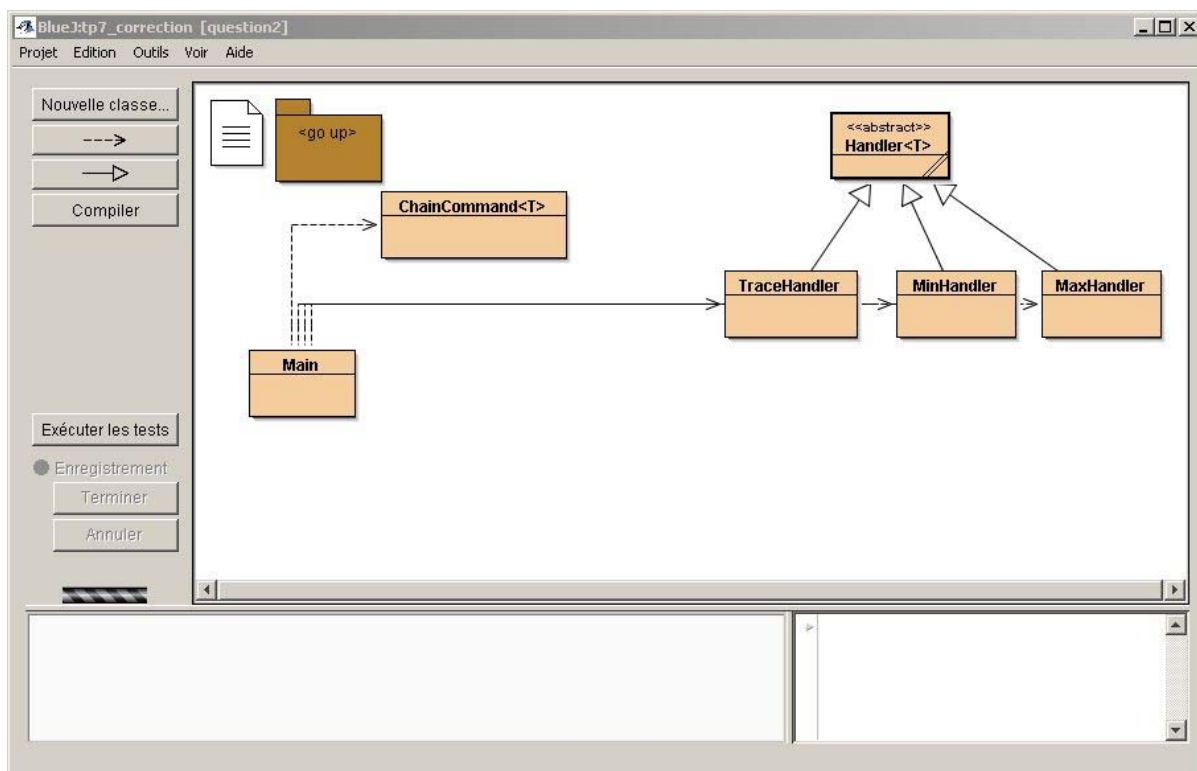 BlueJ:tp7_correction [question2]
Projet Edition Outils Voir Aide
Nouvelle classe...
Compiler
<go up>
ChainCommand<T>
<<abstract>>
Handler<T>
TraceHandler
MinHandler
MaxHandler
Main
Exécuter les tests
Enregistrement
Terminer
Annuler